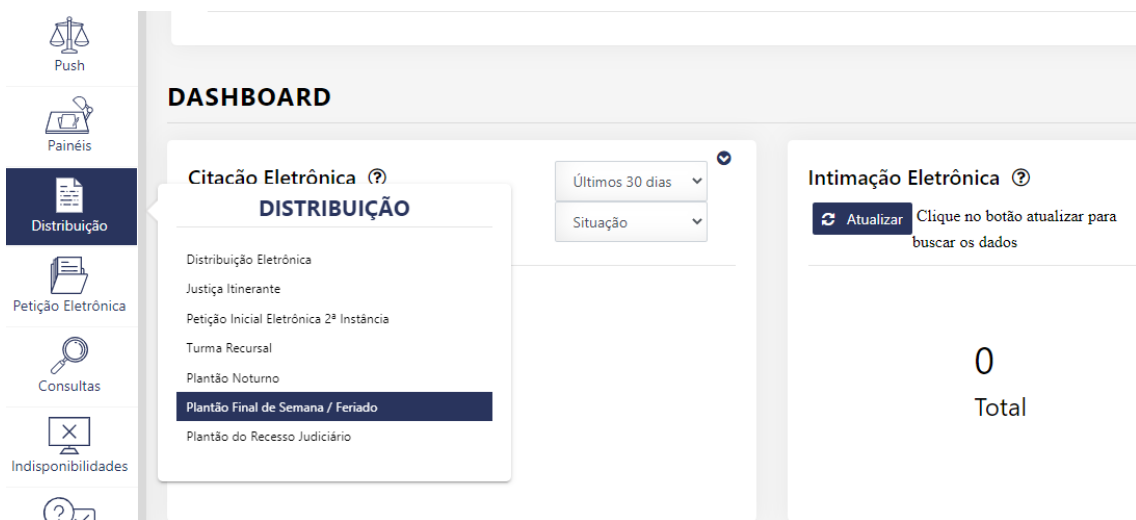 Push
Painéis
Distribuição
Petição Eletrônica
Consultas
Indisponibilidades
DASHBOARD
Citação Eletrônica ?
Últimos 30 dias
Situação
DISTRIBUIÇÃO
Distribuição Eletrônica
Justiça Itinerante
Petição Inicial Eletrônica 2ª Instância
Turma Recursal
Plantão Noturno
Plantão Final de Semana / Feriado
Plantão do Recesso Judiciário
Intimação Eletrônica ?
Atualizar Clique no botão atualizar para
buscar os dados
0
Total